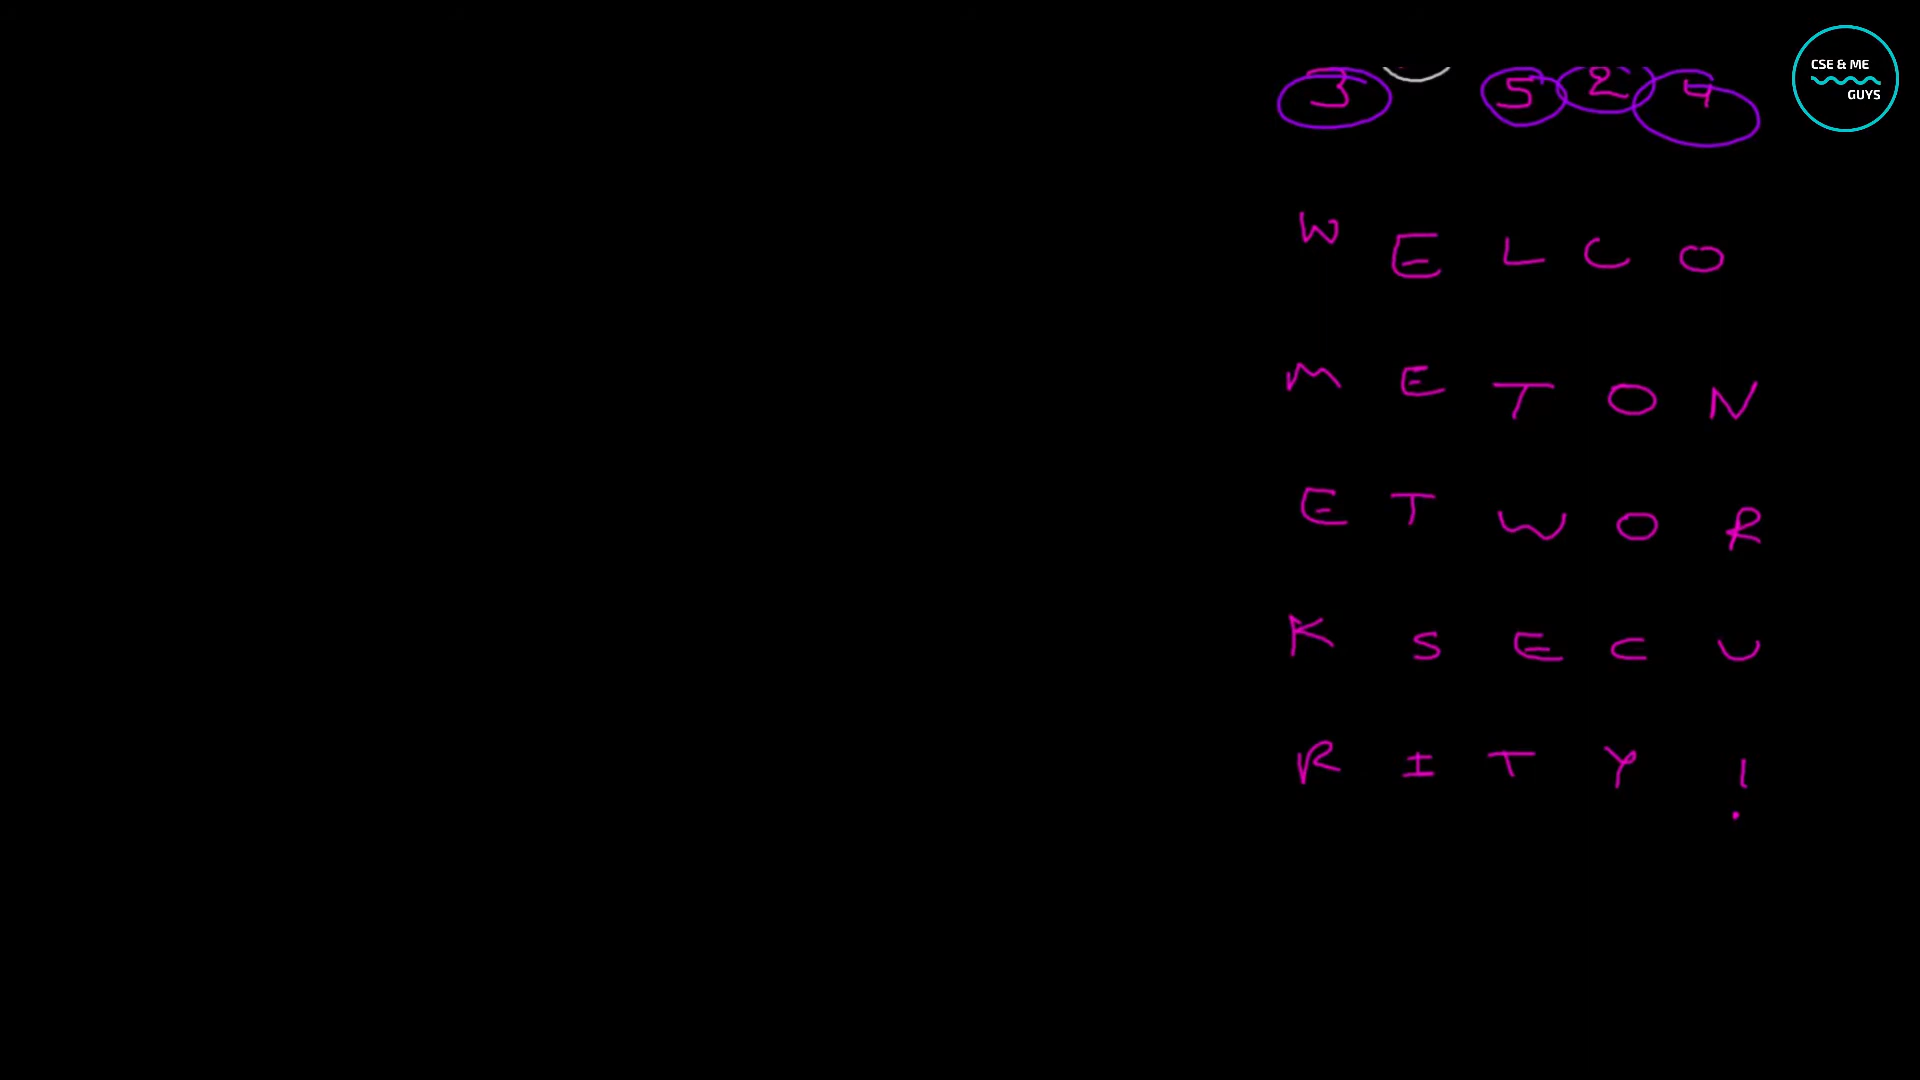 CSE & ME
GUYS
3 5 2 4
W E L C O
M E T O N
E T W O R
K S E C U
R I T Y !